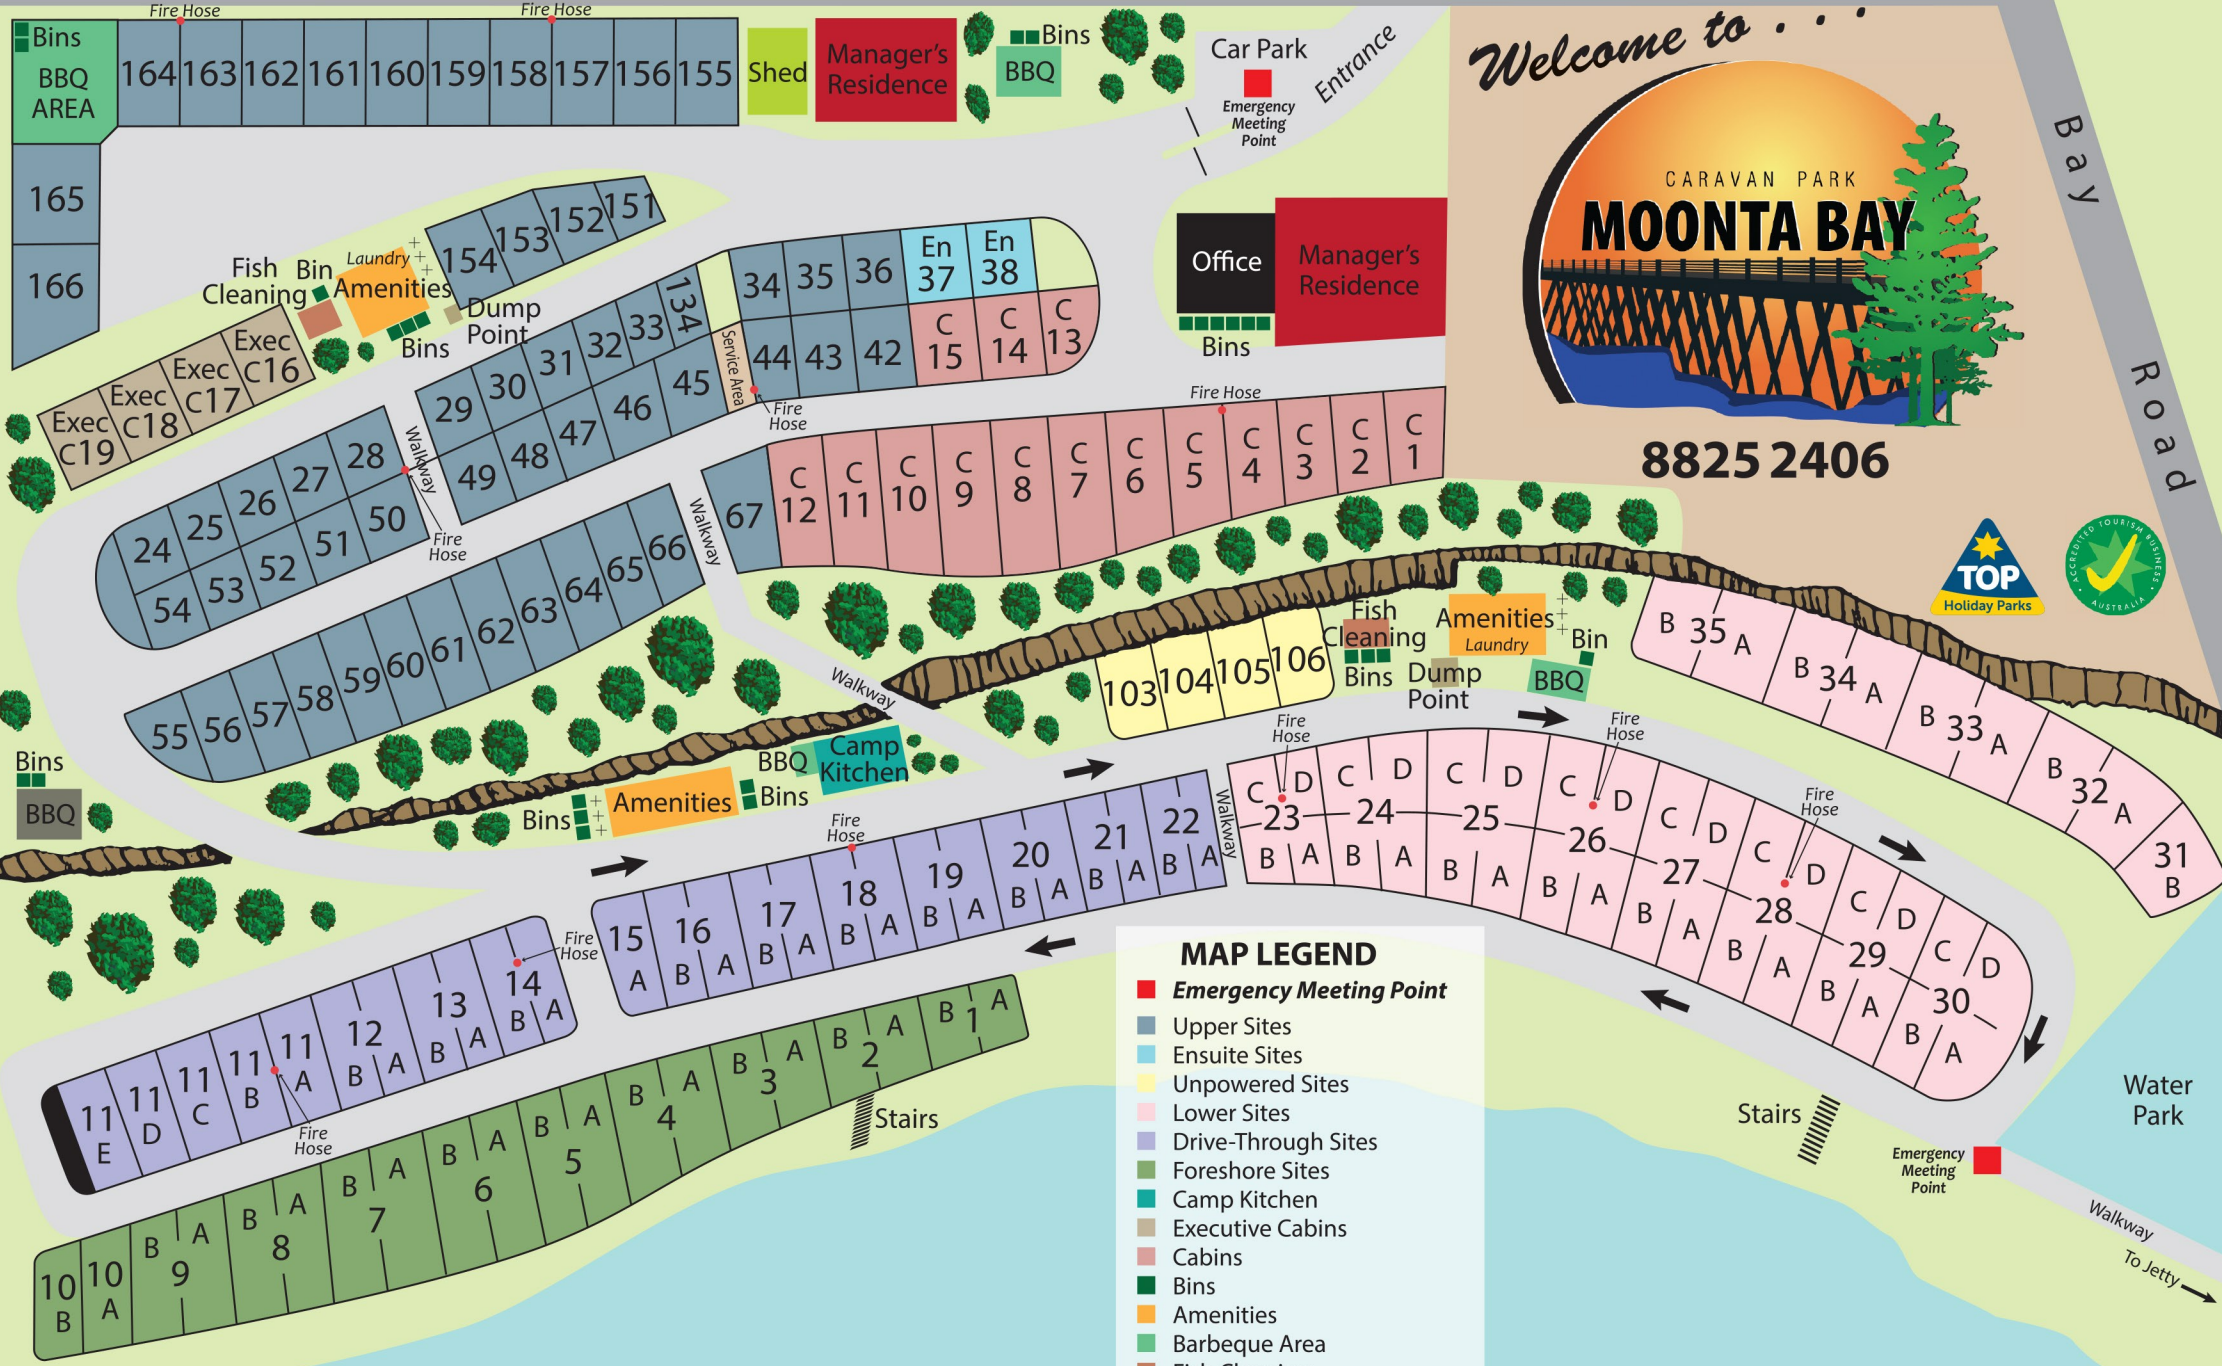 Fire Hose
Fire Hose
Bins
BBQ
AREA
164 163 162 161 160 159 158 157 156 155
Shed
Manager's
Residence
Bins
BBQ
Car Park
Emergency
Meeting
Point
Entrance
Welcome to . . .
CARAVAN PARK
MOONTA BAY
8825 2406
TOP
Holiday Parks
ACCREDITED TOURISM BUSINESS
AUSTRALIA
Bay Road
165
166
154 153 152 151
Fish
Cleaning
Bin
Laundry
Amenities
Bins
Dump
Point
Exec
C19
Exec
C18
Exec
C17
Exec
C16
29 30 31 32 33 134
49 48 47 46 45
Service Area
34 35 36
En
37
En
38
44 43 42
C
15
C
14
C
13
Fire
Hose
Office
Manager's
Residence
Bins
Fire Hose
24 25 26 27 28
54 53 52 51 50
Walkway
Fire
Hose
67
C
12
C
11
C
10
C
9
C
8
C
7
C
6
C
5
C
4
C
3
C
2
C
1
Walkway
55 56 57 58 59 60 61 62 63 64 65 66
Walkway
103 104 105 106
Fish
Cleaning
Bins
Amenities
Laundry
Dump
Point
Bin
BBQ
B 35 A
B 34 A
B 33 A
B 32 A
31
B
Bins
BBQ
BBQ
Camp
Kitchen
Bins
Amenities
Bins
Fire
Hose
Fire
Hose
Fire
Hose
Fire
Hose
Walkway
C D
23
B A
C D
24
B A
C D
25
B A
C D
26
B A
C D
27
B A
C D
28
B A
C D
29
B A
C D
30
B A
15
A
16
B A
17
B A
18
B A
19
B A
20
B A
21
B A
22
B A
Fire
Hose
11
E
11
D
11
C
11
B
11
A
12
B A
13
B A
14
B A
Fire
Hose
10
B
10
A
B A
9
B A
8
B A
7
B A
6
B A
5
B A
4
B A
3
B A
2
B 1 A
Stairs
MAP LEGEND
Emergency Meeting Point
Upper Sites
Ensuite Sites
Unpowered Sites
Lower Sites
Drive-Through Sites
Foreshore Sites
Camp Kitchen
Executive Cabins
Cabins
Bins
Amenities
Barbeque Area
Stairs
Emergency
Meeting
Point
Water
Park
Walkway
To Jetty